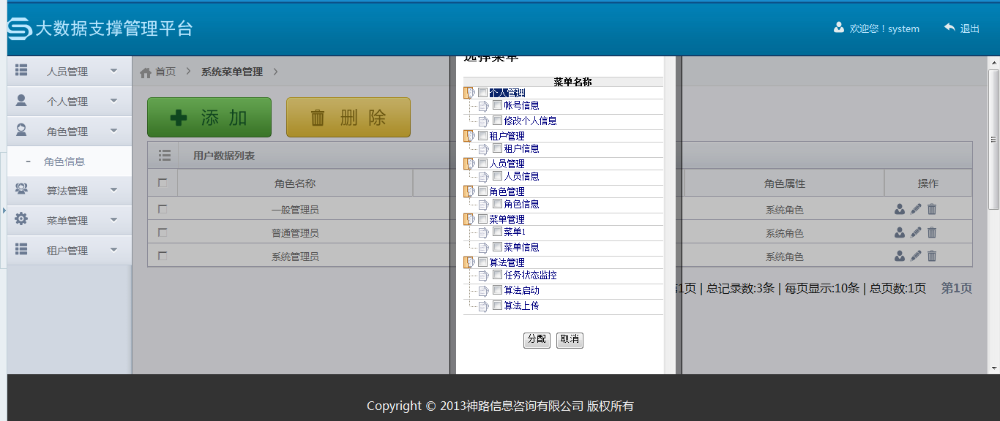 大数据支撑管理平台
欢迎您！system
退出
人员管理
个人管理
角色管理
- 角色信息
算法管理
菜单管理
租户管理
首页 > 系统菜单管理 >
添加
删除
用户数据列表
角色名称
角色属性
操作
一般管理员
系统角色
普通管理员
系统角色
系统管理员
系统角色
第1页 | 总记录数:3条 | 每页显示:10条 | 总页数:1页
第1页
选择菜单
菜单名称
个人管理
帐号信息
修改个人信息
租户管理
租户信息
人员管理
人员信息
角色管理
角色信息
菜单管理
菜单1
菜单信息
算法管理
任务状态监控
算法启动
算法上传
分配
取消
Copyright © 2013神路信息咨询有限公司 版权所有